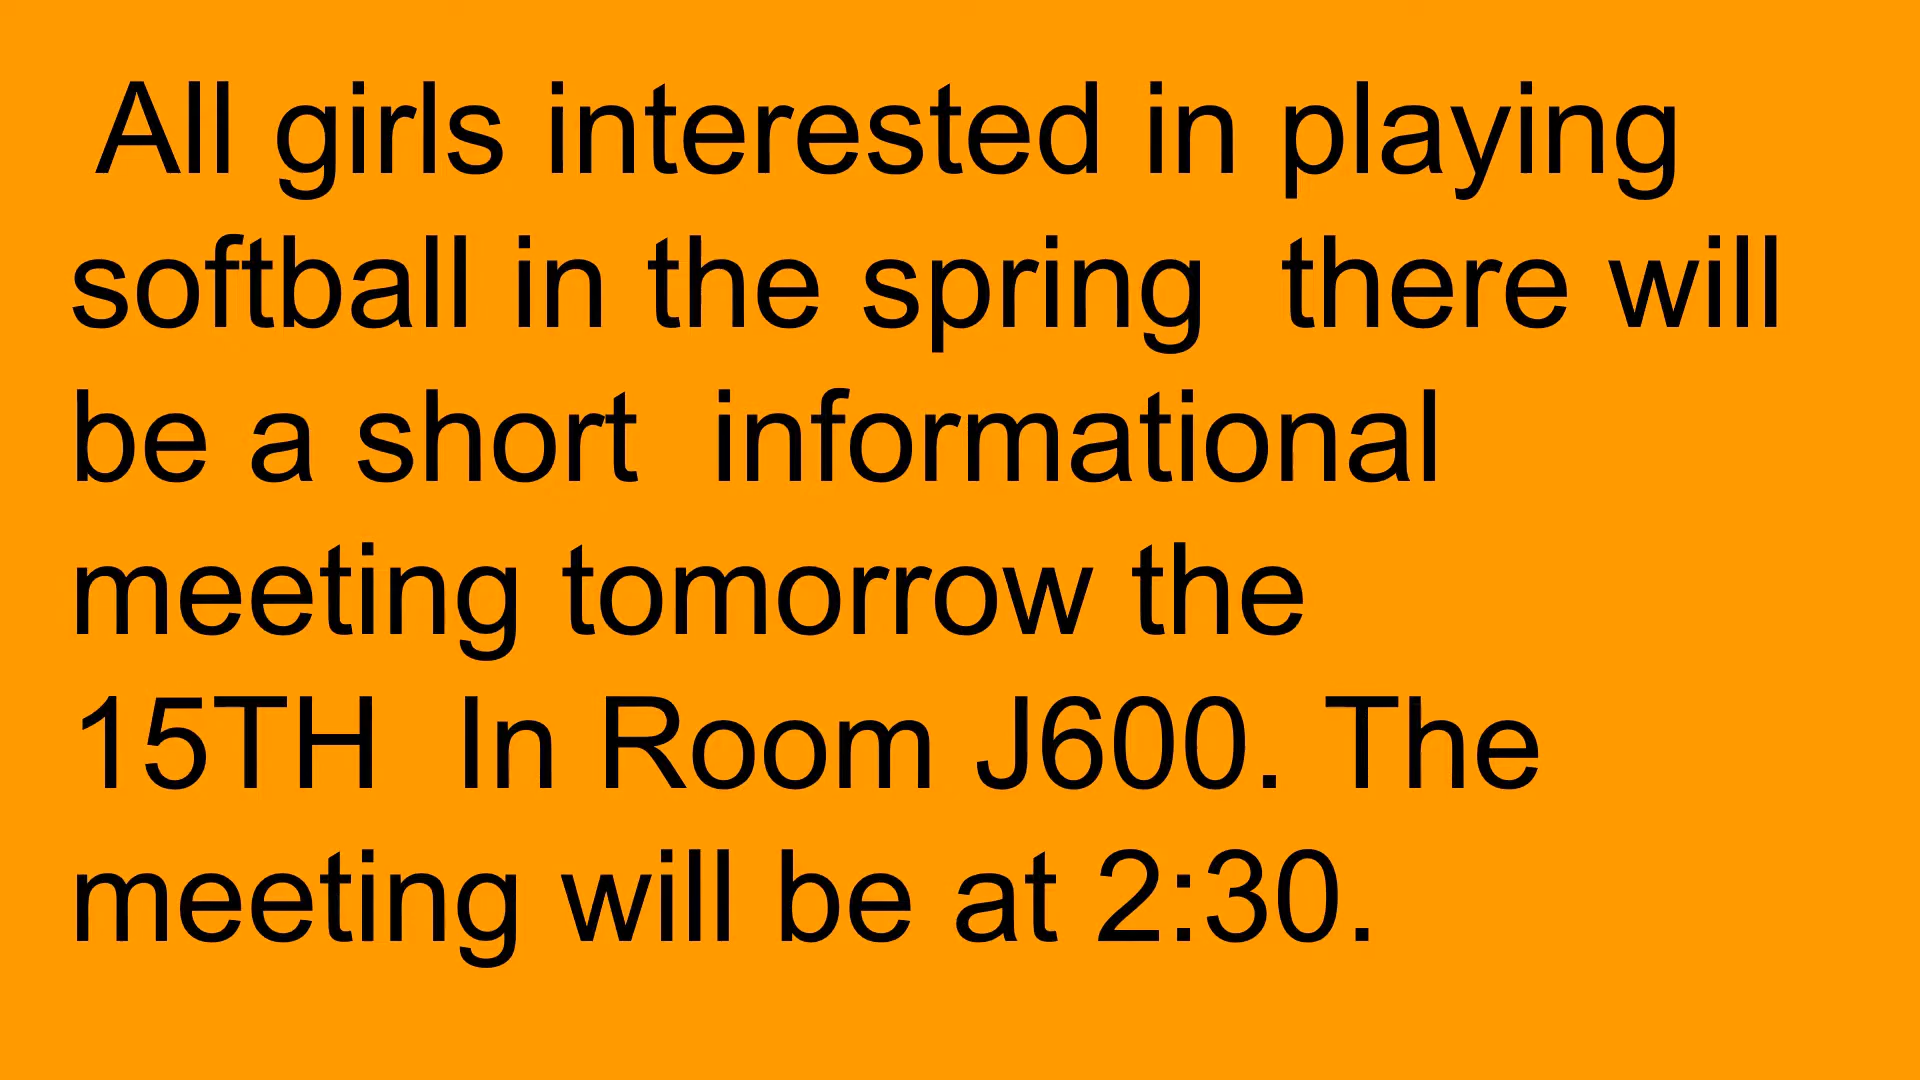 All girls interested in playing
softball in the spring  there will
be a short  informational
meeting tomorrow the
15TH  In Room J600. The
meeting will be at 2:30.